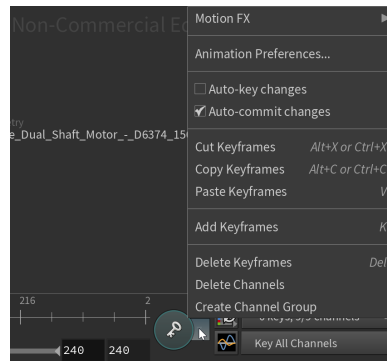 Non-Commercial Ed
Motion FX
Animation Preferences...
etry
e_Dual_Shaft_Motor_-_D6374_150
Auto-key changes
Auto-commit changes
Cut Keyframes Alt+X or Ctrl+X
Copy Keyframes Alt+C or Ctrl+C
Paste Keyframes V
Add Keyframes K
Delete Keyframes Del
Delete Channels
Create Channel Group
216 2
Key All Channels
240 240